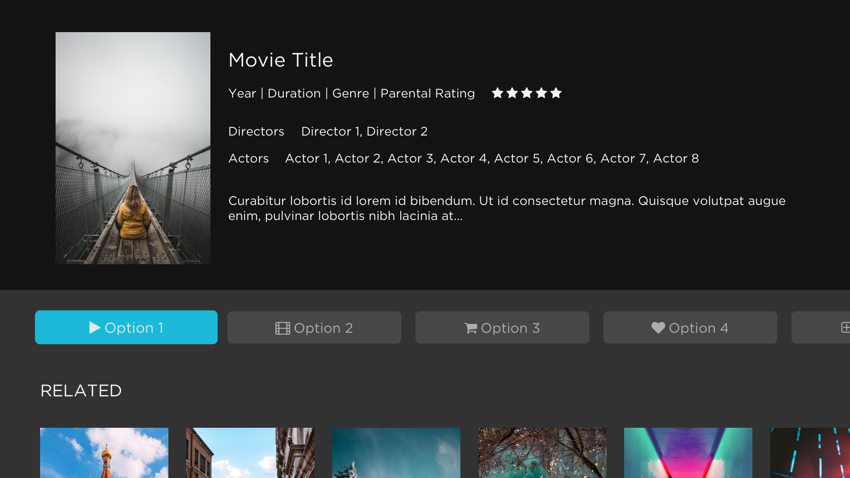 Movie Title
Year | Duration | Genre | Parental Rating
Directors Director 1, Director 2
Actors Actor 1, Actor 2, Actor 3, Actor 4, Actor 5, Actor 6, Actor 7, Actor 8
Curabitur lobortis id lorem id bibendum. Ut id consectetur magna. Quisque volutpat augue
enim, pulvinar lobortis nibh lacinia at...
Option 1 Option 2 Option 3 Option 4
RELATED